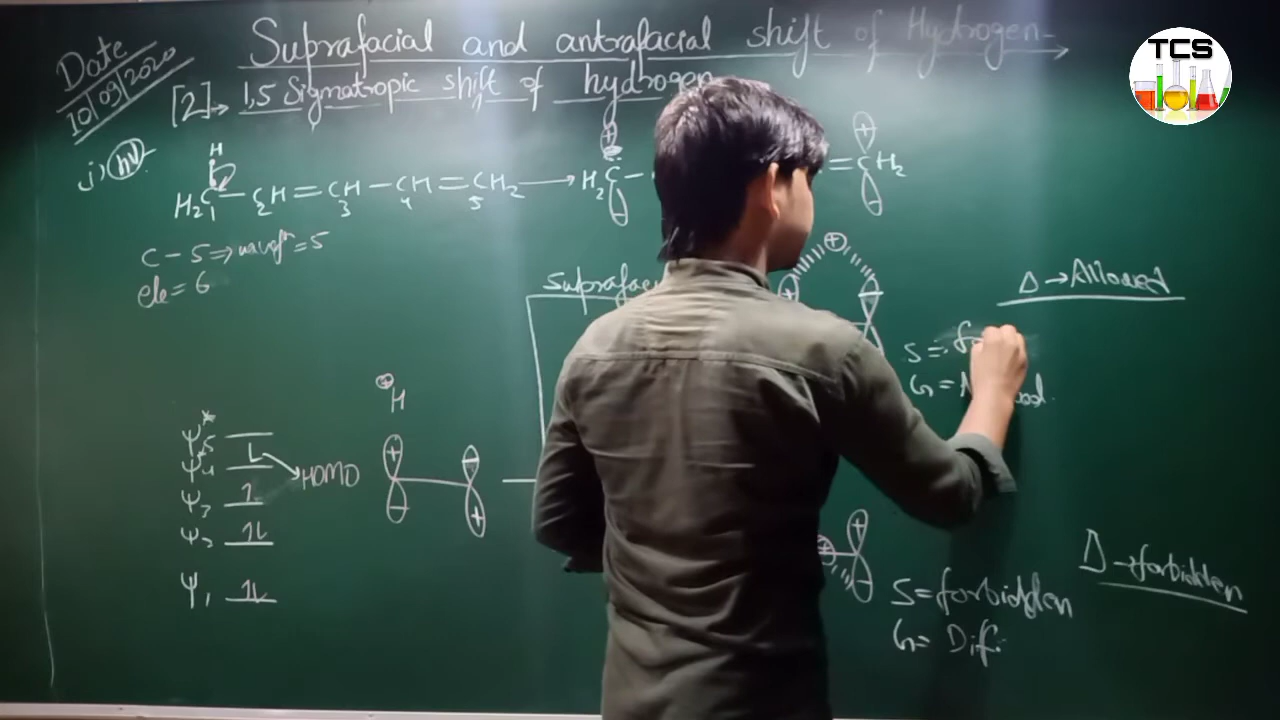 Date
10/09/2020
Suprafacial and antrafacial shift of Hydrogen
[2]→ 1,5 Sigmatropic shift of hydrogen
TCS
i) hν
H
H₂C – CH = CH – CH = CH₂ → H₂C –
1 2 3 4 5
= CH₂
C – 5 ⇒ = 5
ele = 6
Suprafac
Δ → Allowed
S =
G =
H
Ψ5*
Ψ4*
HOMO
Ψ3
Ψ2
Ψ1
Δ → forbidden
S = forbidden
G = Difi